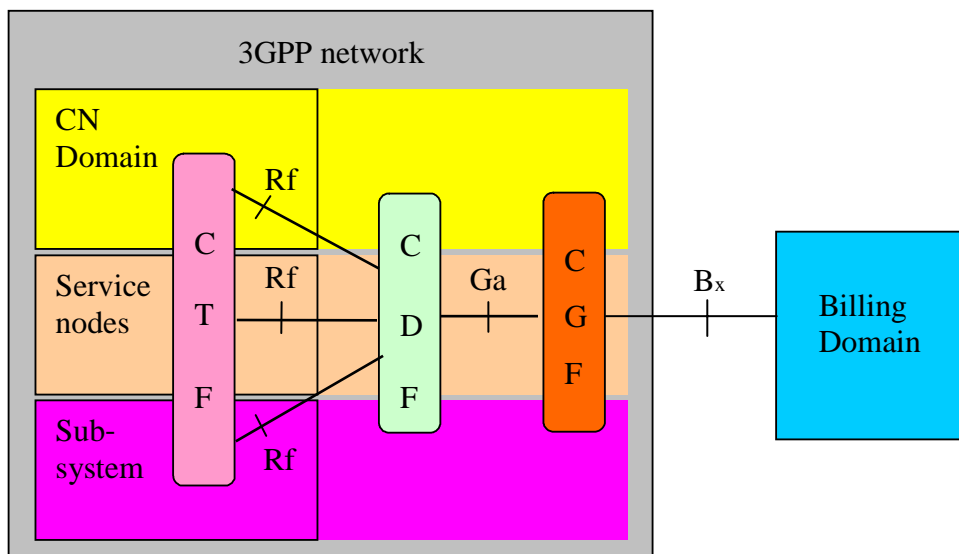 3GPP network
CN
Domain
Rf
C
T
F
Service
nodes
Rf
Sub-
system
Rf
C
D
F
Ga
C
G
F
Bx
Billing
Domain